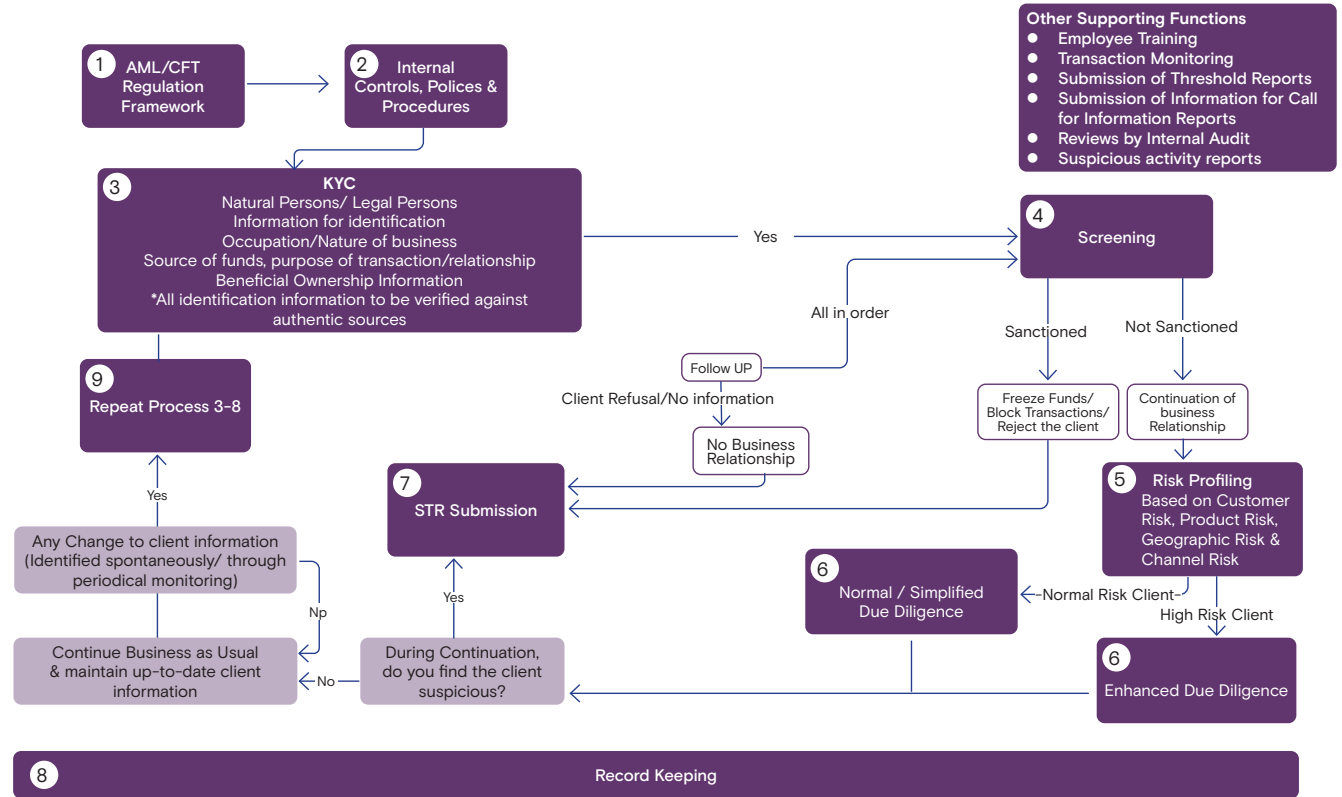 Other Supporting Functions
● Employee Training
● Transaction Monitoring
● Submission of Threshold Reports
● Submission of Information for Call
for Information Reports
● Reviews by Internal Audit
● Suspicious activity reports
1
AML/CFT
Regulation
Framework
2
Internal
Controls, Polices &
Procedures
3
KYC
Natural Persons/ Legal Persons
Information for identification
Occupation/Nature of business
Source of funds, purpose of transaction/relationship
Beneficial Ownership Information
*All identification information to be verified against
authentic sources
Yes
4
Screening
All in order
Sanctioned
Not Sanctioned
Follow UP
Client Refusal/No information
No Business
Relationship
Freeze Funds/
Block Transactions/
Reject the client
Continuation of
business
Relationship
9
Repeat Process 3-8
Yes
7
STR Submission
5
Risk Profiling
Based on Customer
Risk, Product Risk,
Geographic Risk &
Channel Risk
Any Change to client information
(Identified spontaneously/ through
periodical monitoring)
Np
Yes
6
Normal / Simplified
Due Diligence
Normal Risk Client
High Risk Client
Continue Business as Usual
& maintain up-to-date client
information
No
During Continuation,
do you find the client
suspicious?
6
Enhanced Due Diligence
8
Record Keeping